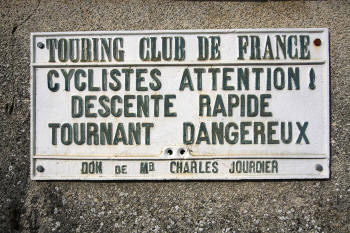 TOURING CLUB DE FRANCE
CYCLISTES ATTENTION !
DESCENTE RAPIDE
TOURNANT DANGEREUX
DON DE MR CHARLES JOURDIER